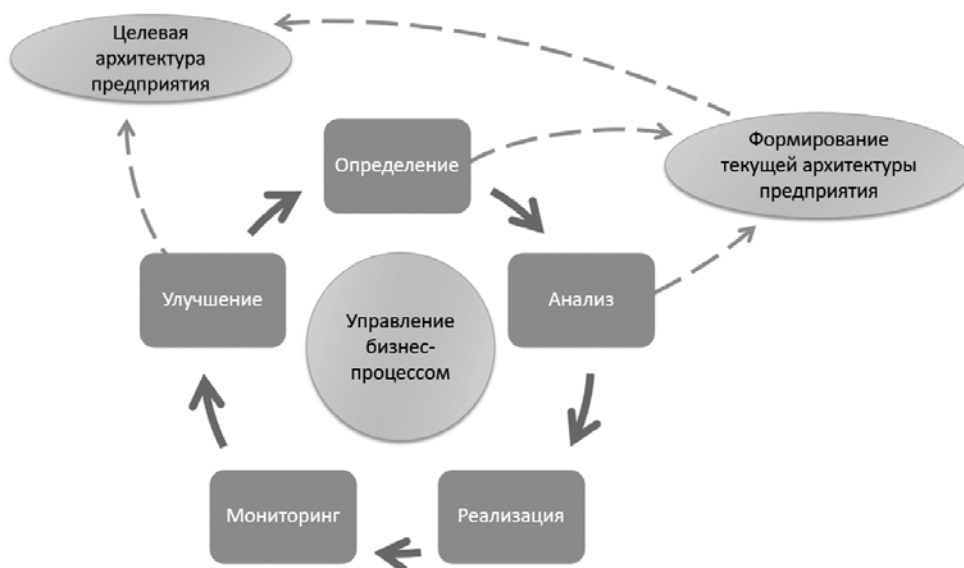 Целевая
архитектура
предприятия
Определение
Формирование
текущей архитектуры
предприятия
Улучшение
Анализ
Управление
бизнес-
процессом
Мониторинг
Реализация